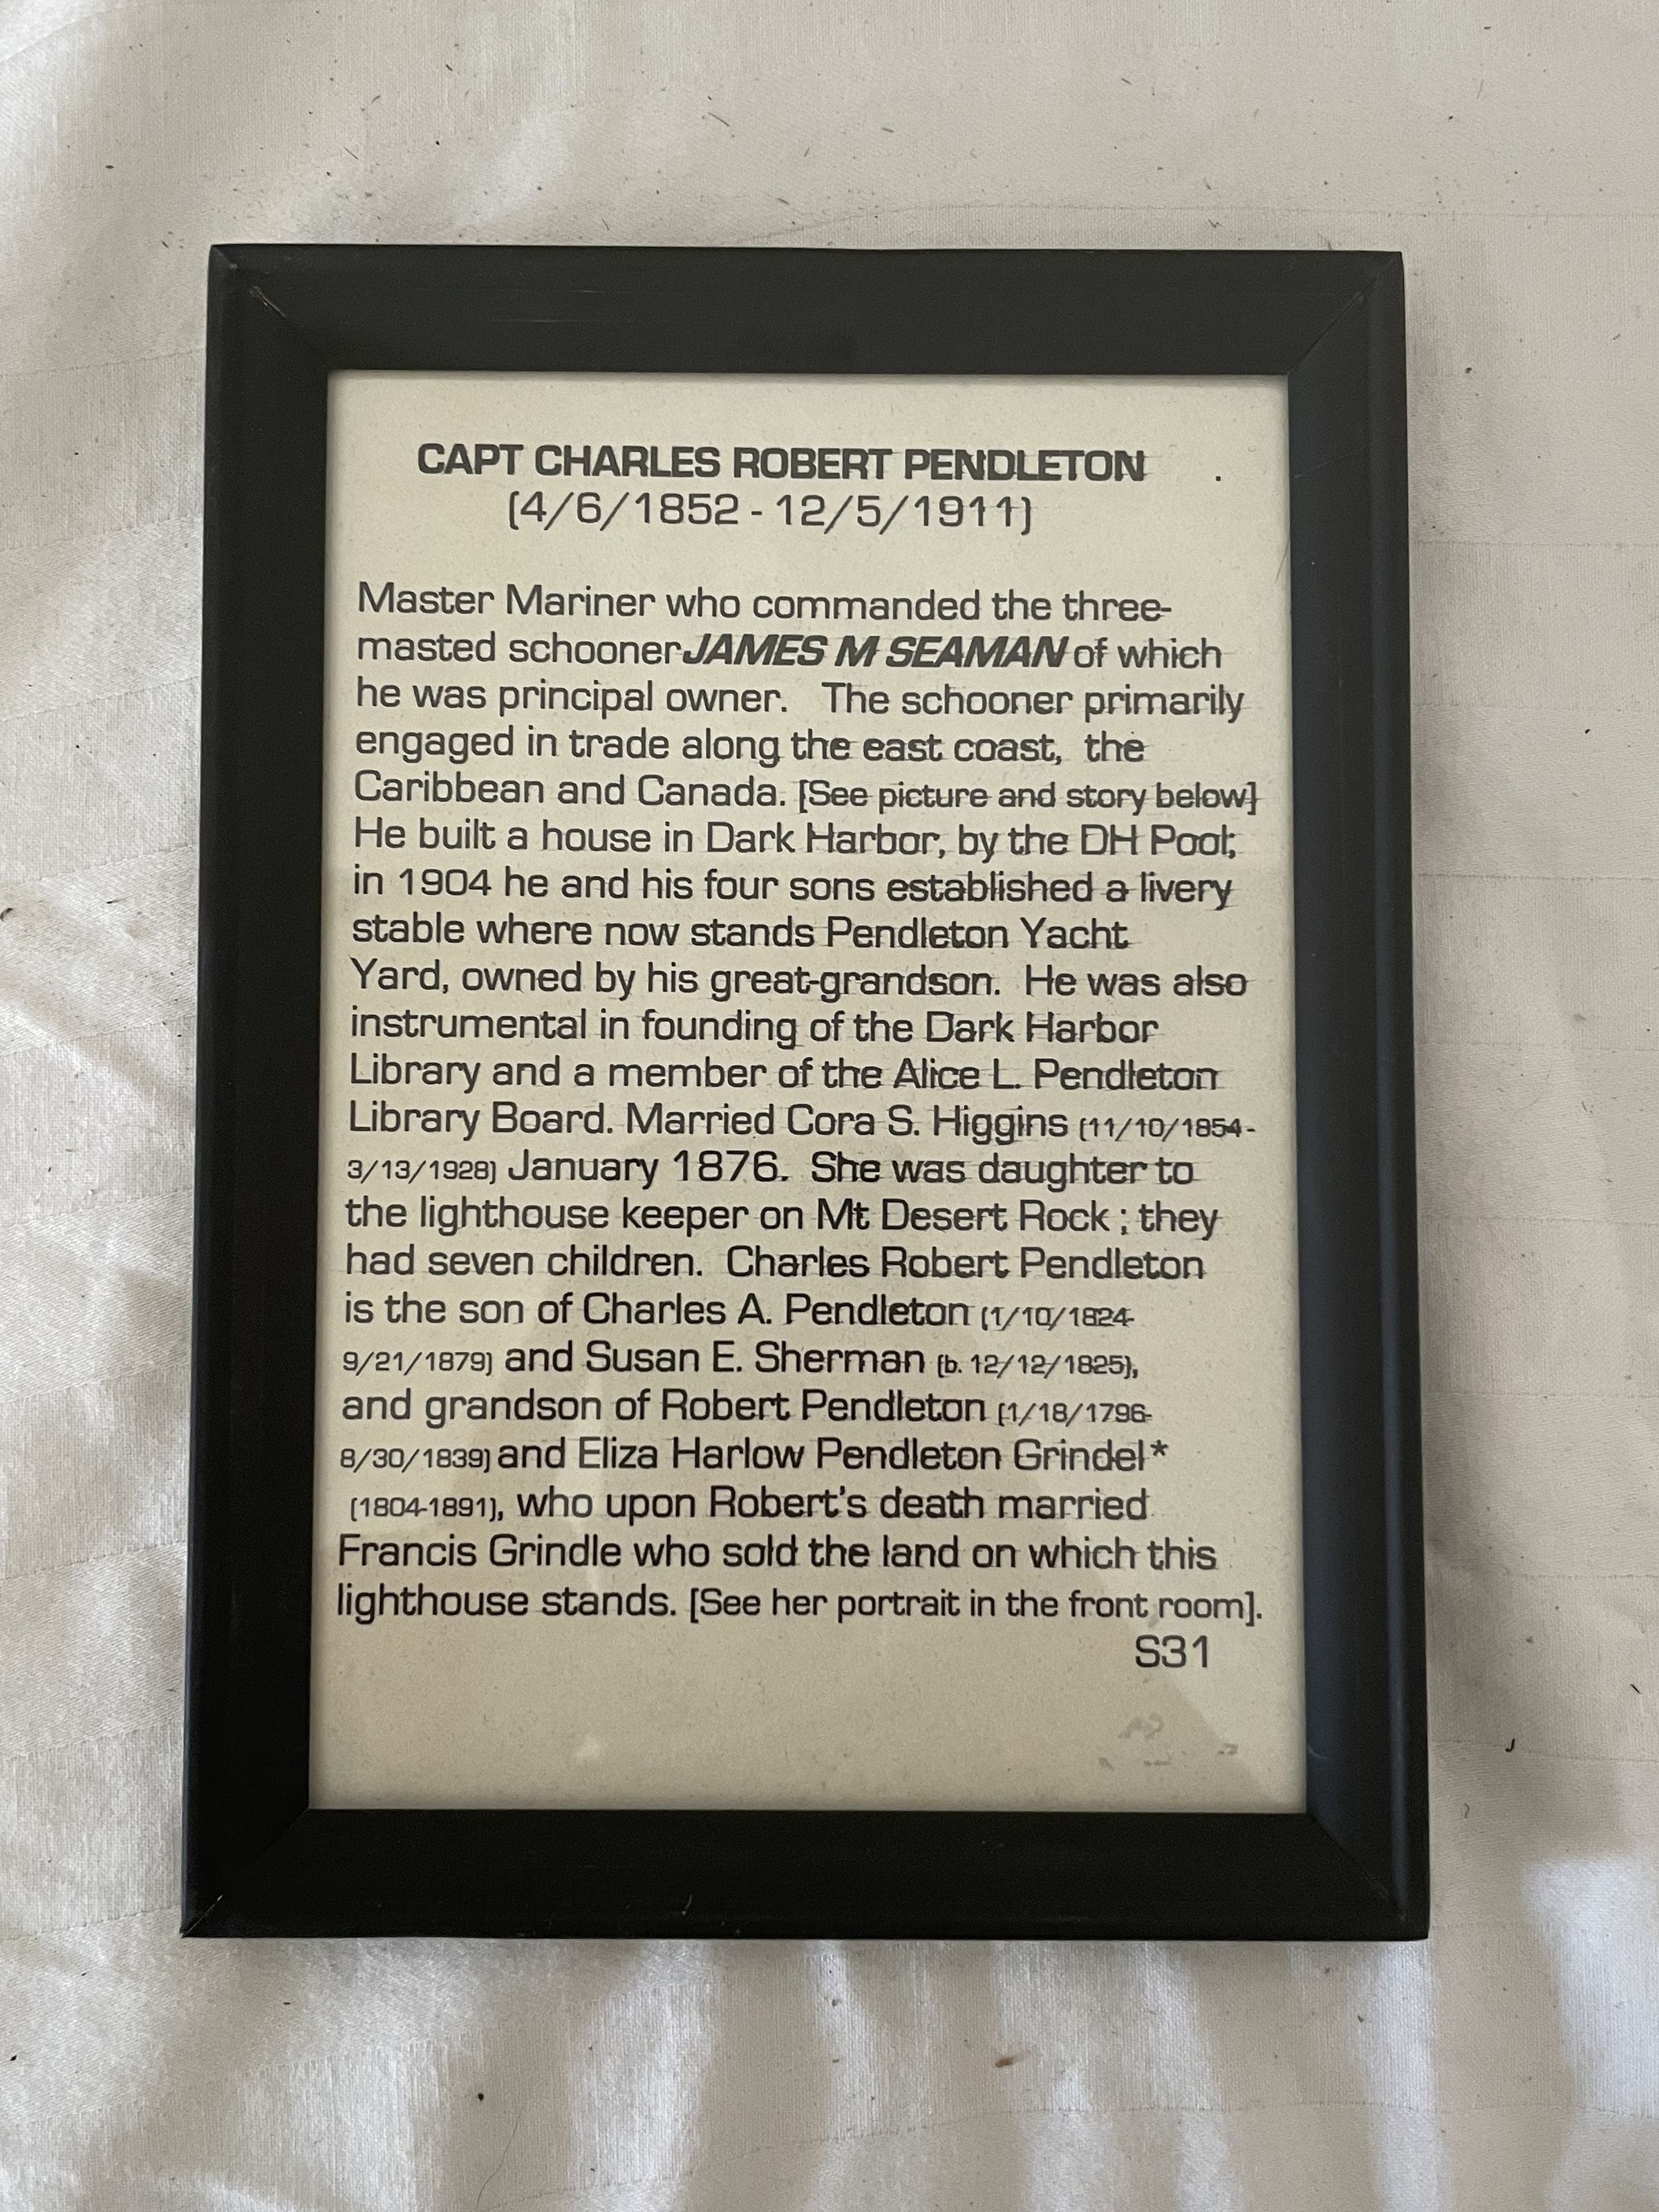 CAPT CHARLES ROBERT PENDLETON
(4/6/1852 - 12/5/1911)
Master Mariner who commanded the three-
masted schooner JAMES M SEAMAN of which
he was principal owner. The schooner primarily
engaged in trade along the east coast, the
Caribbean and Canada. [See picture and story below]
He built a house in Dark Harbor, by the DH Pool;
in 1904 he and his four sons established a livery
stable where now stands Pendleton Yacht
Yard, owned by his great-grandson. He was also
instrumental in founding of the Dark Harbor
Library and a member of the Alice L. Pendleton
Library Board. Married Cora S. Higgins (11/10/1854-
3/13/1928) January 1876. She was daughter to
the lighthouse keeper on Mt Desert Rock ; they
had seven children. Charles Robert Pendleton
is the son of Charles A. Pendleton (1/10/1824-
9/21/1879) and Susan E. Sherman (b. 12/12/1825),
and grandson of Robert Pendleton (1/18/1796-
8/30/1839) and Eliza Harlow Pendleton Grindel*
(1804-1891), who upon Robert's death married
Francis Grindle who sold the land on which this
lighthouse stands. [See her portrait in the front room].
S31